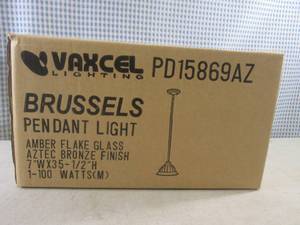 VAXCEL
LIGHTING
PD15869AZ
BRUSSELS
PENDANT LIGHT
AMBER FLAKE GLASS
AZTEC BRONZE FINISH
7"WX35-1/2"H
1-100 WATTS(M)